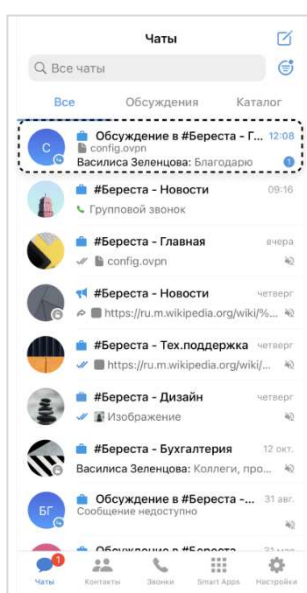 Чаты
Все чаты
Все Обсуждения Каталог
С Обсуждение в #Береста - Г... 12:08
config.ovpn
Василиса Зеленцова: Благодарю 1
#Береста - Новости 09:16
Групповой звонок
#Береста - Главная вчера
config.ovpn
#Береста - Новости четверг
https://ru.m.wikipedia.org/wiki/%...
#Береста - Тех.поддержка четверг
https://ru.m.wikipedia.org/wiki/...
#Береста - Дизайн четверг
Изображение
#Береста - Бухгалтерия 12 окт.
Василиса Зеленцова: Коллеги, про...
БГ Обсуждение в #Береста -... 31 авг.
Сообщение недоступно
1
Чаты Контакты Звонки Smart Apps Настройки